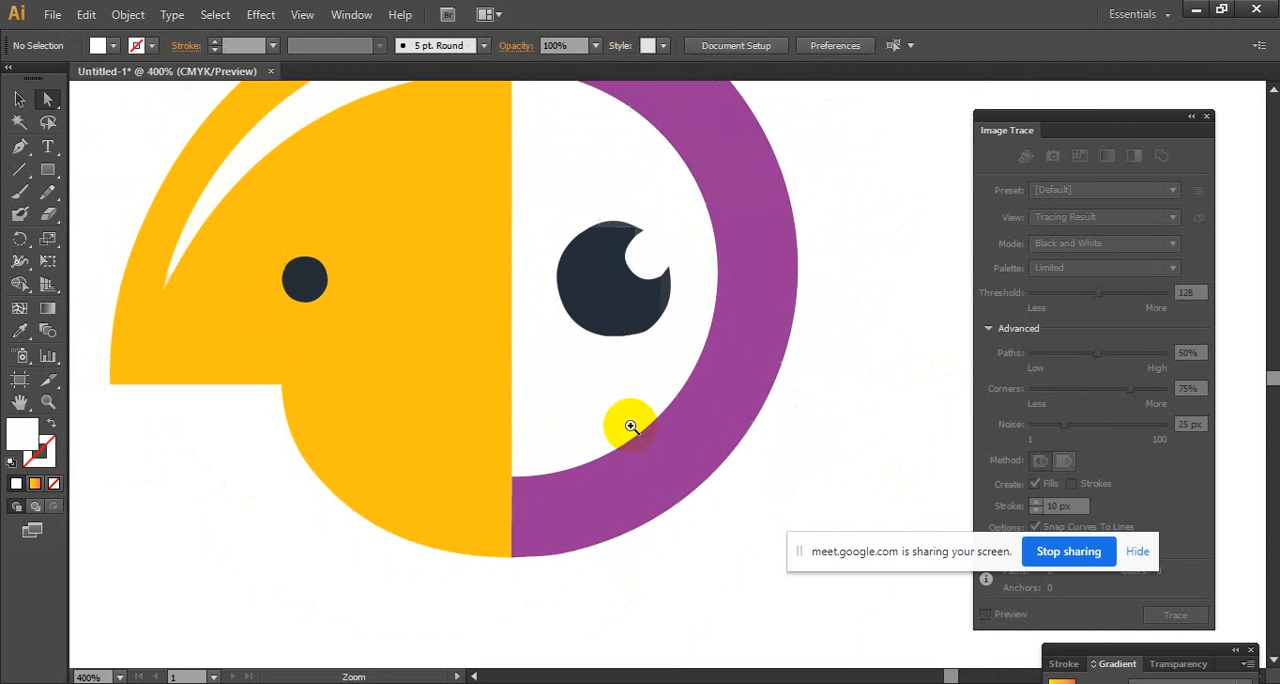 Ai File Edit Object Type Select Effect View Window Help Br Essentials
No Selection Stroke: 5 pt. Round Opacity: 100% Style: Document Setup Preferences
Untitled-1* @ 400% (CMYK/Preview) ×
Image Trace
Preset: [Default]
View: Tracing Result
Mode: Black and White
Palette: Limited
Threshold: 128
Less More
Advanced
Paths: 50%
Low High
Corners: 75%
Less More
Noise: 25 px
1 100
Method:
Create: Fills Strokes
Stroke: 10 px
Options: Snap Curves To Lines
meet.google.com is sharing your screen. Stop sharing Hide
Anchors: 0
Preview Trace
Stroke Gradient Transparency
400% 1 Zoom